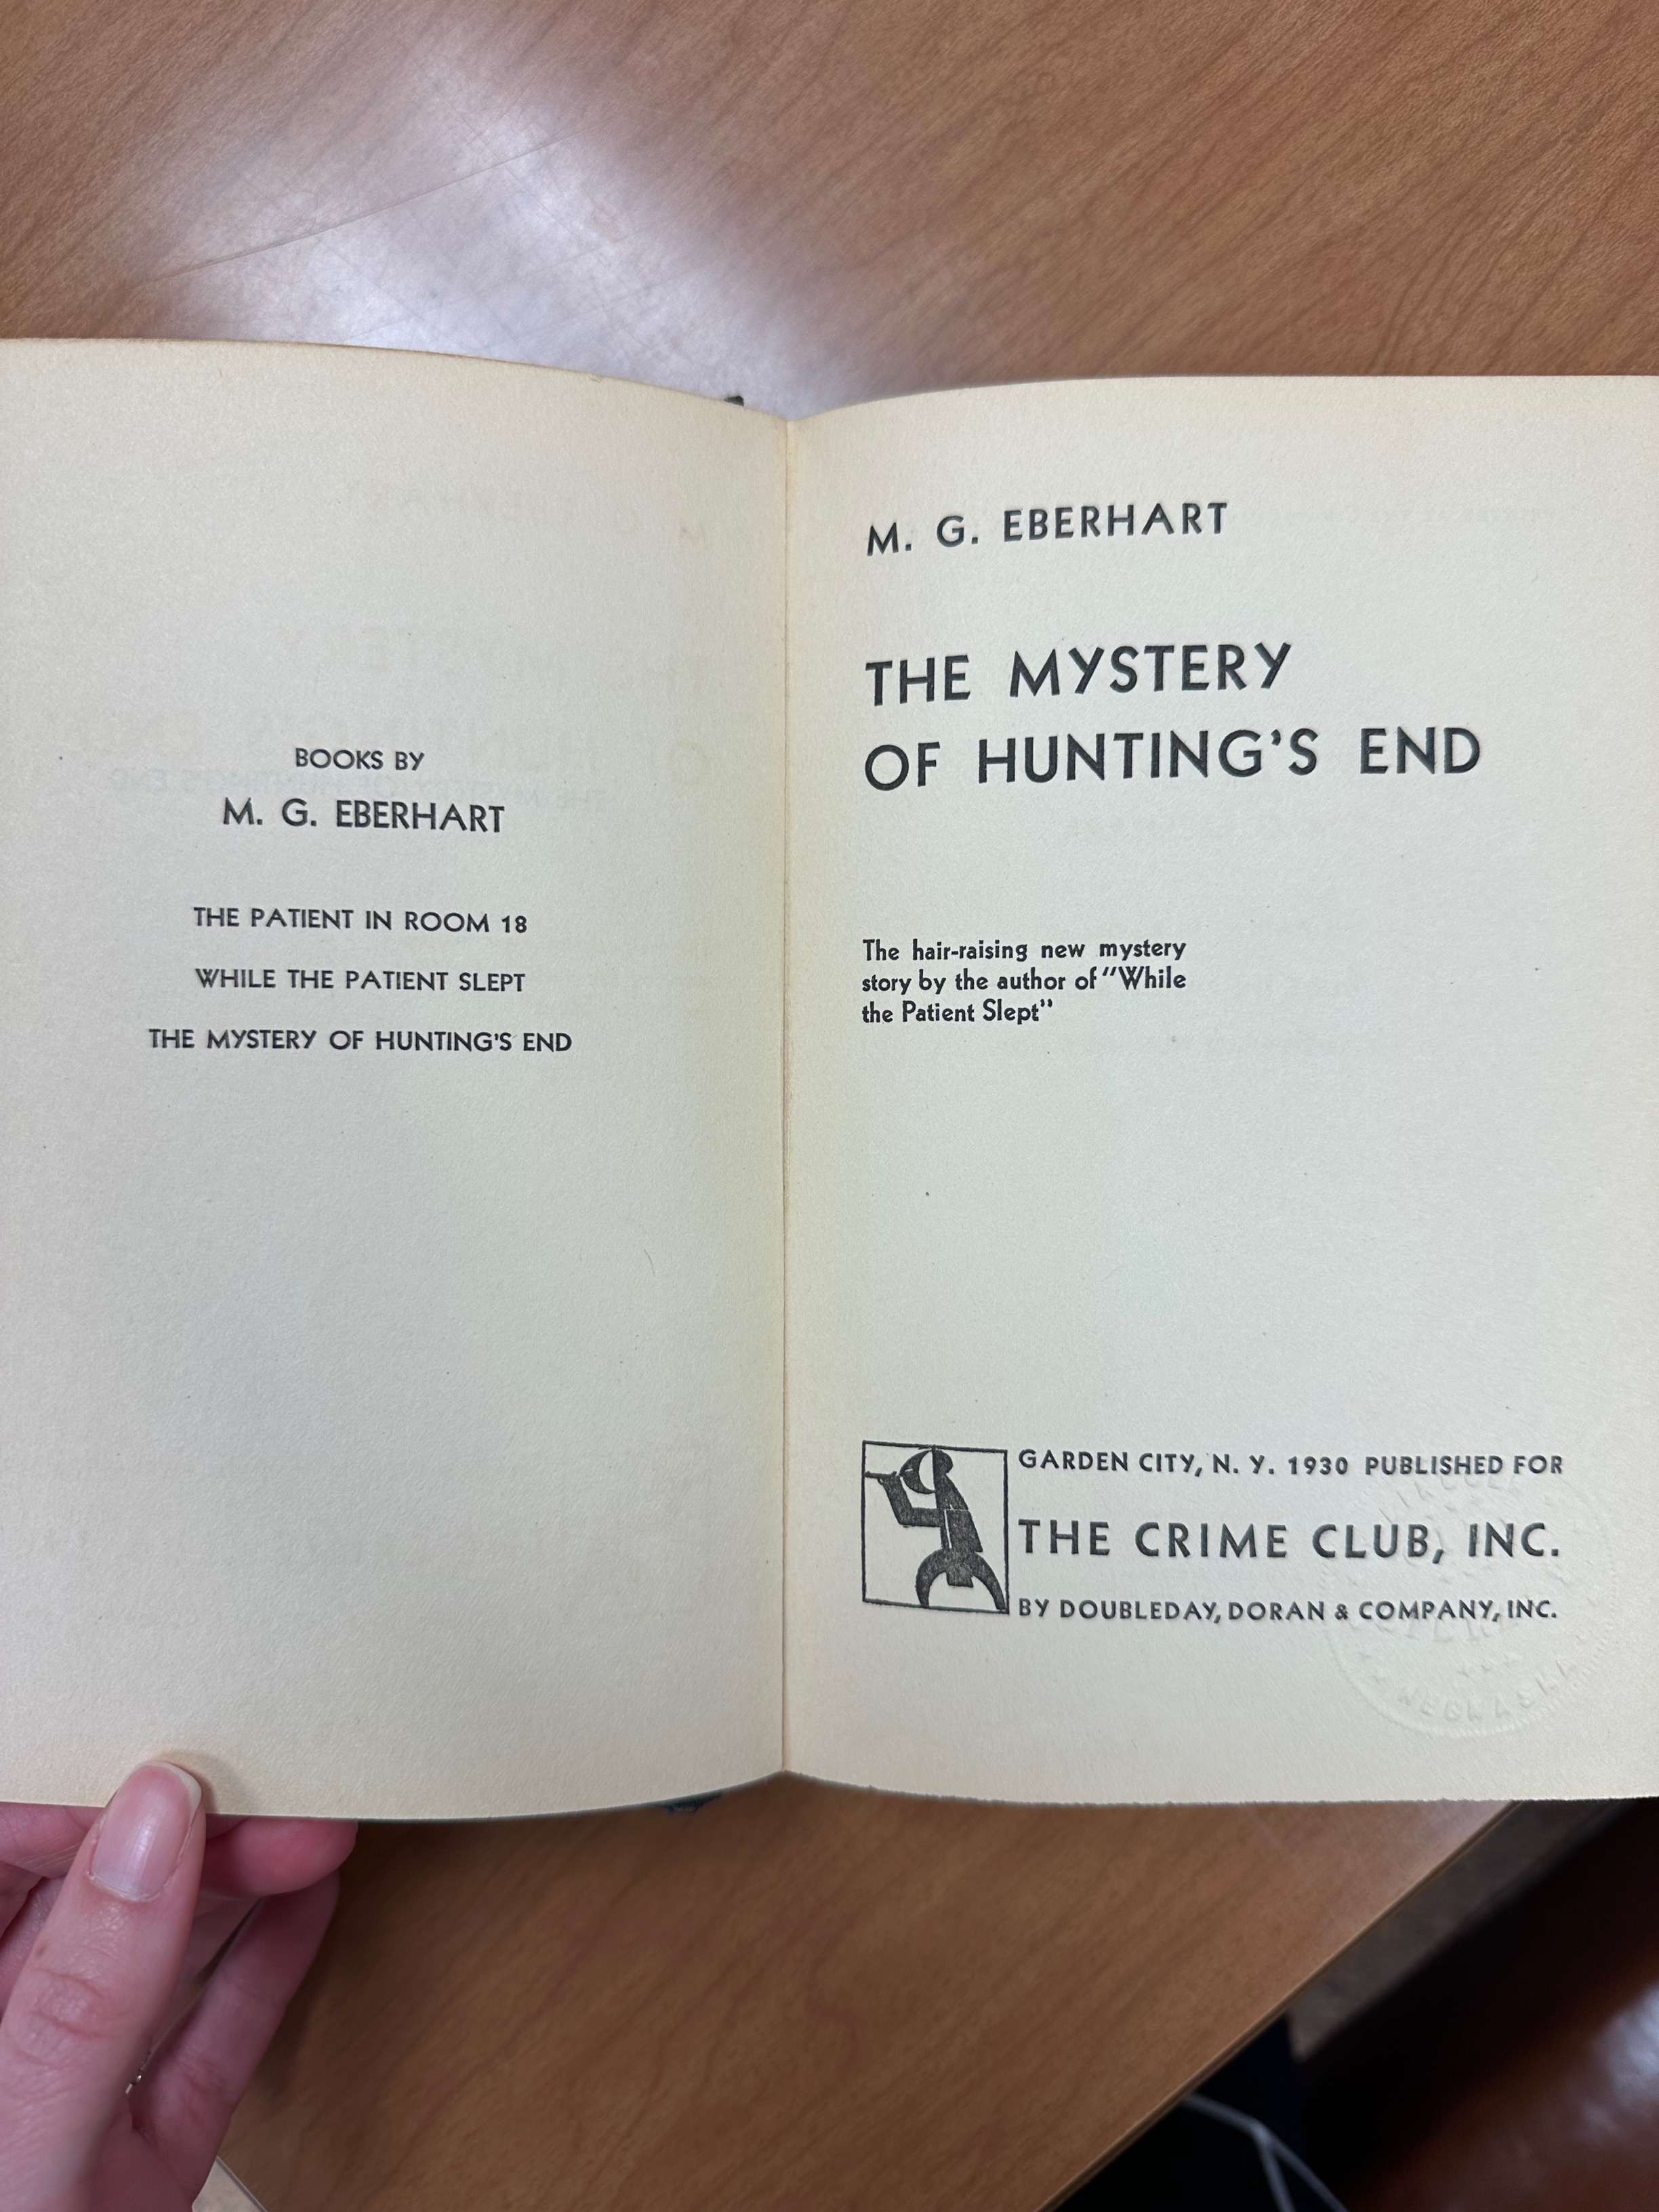 BOOKS BY
M. G. EBERHART
THE PATIENT IN ROOM 18
WHILE THE PATIENT SLEPT
THE MYSTERY OF HUNTING'S END
M. G. EBERHART
THE MYSTERY
OF HUNTING'S END
The hair-raising new mystery
story by the author of "While
the Patient Slept"
GARDEN CITY, N. Y. 1930 PUBLISHED FOR
THE CRIME CLUB, INC.
BY DOUBLEDAY, DORAN & COMPANY, INC.
NEBRASKA